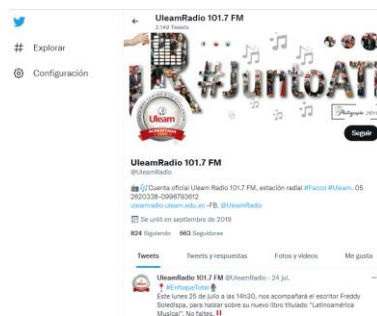 UleamRadio 101.7 FM
2.149 Tweets
Explorar
Configuración
#JuntoATi
Uleam
ACREDITADA
Seguir
UleamRadio 101.7 FM
@UleamRadio
Cuenta oficial Uleam Radio 101.7 FM, estación radial #Facco #Uleam. 05
2620338-0996793612
uleamradio.uleam.edu.ec -FB. @UleamRadio
Se unió en septiembre de 2019
824 Siguiendo 663 Seguidores
Tweets Tweets y respuestas Fotos y videos Me gusta
UleamRadio 101.7 FM @UleamRadio · 24 jul.
#EnfoqueTotal
Este lunes 25 de julio a las 14h30, nos acompañará el escritor Freddy
Soledispa, para hablar sobre su nuevo libro titulado "Latinoamérica
Musical". No faltes.